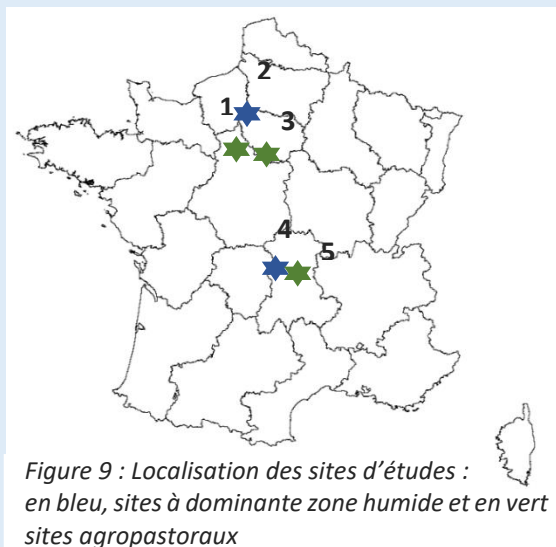 2
1
3
4
5
Figure 9 : Localisation des sites d’études :
en bleu, sites à dominante zone humide et en vert
sites agropastoraux